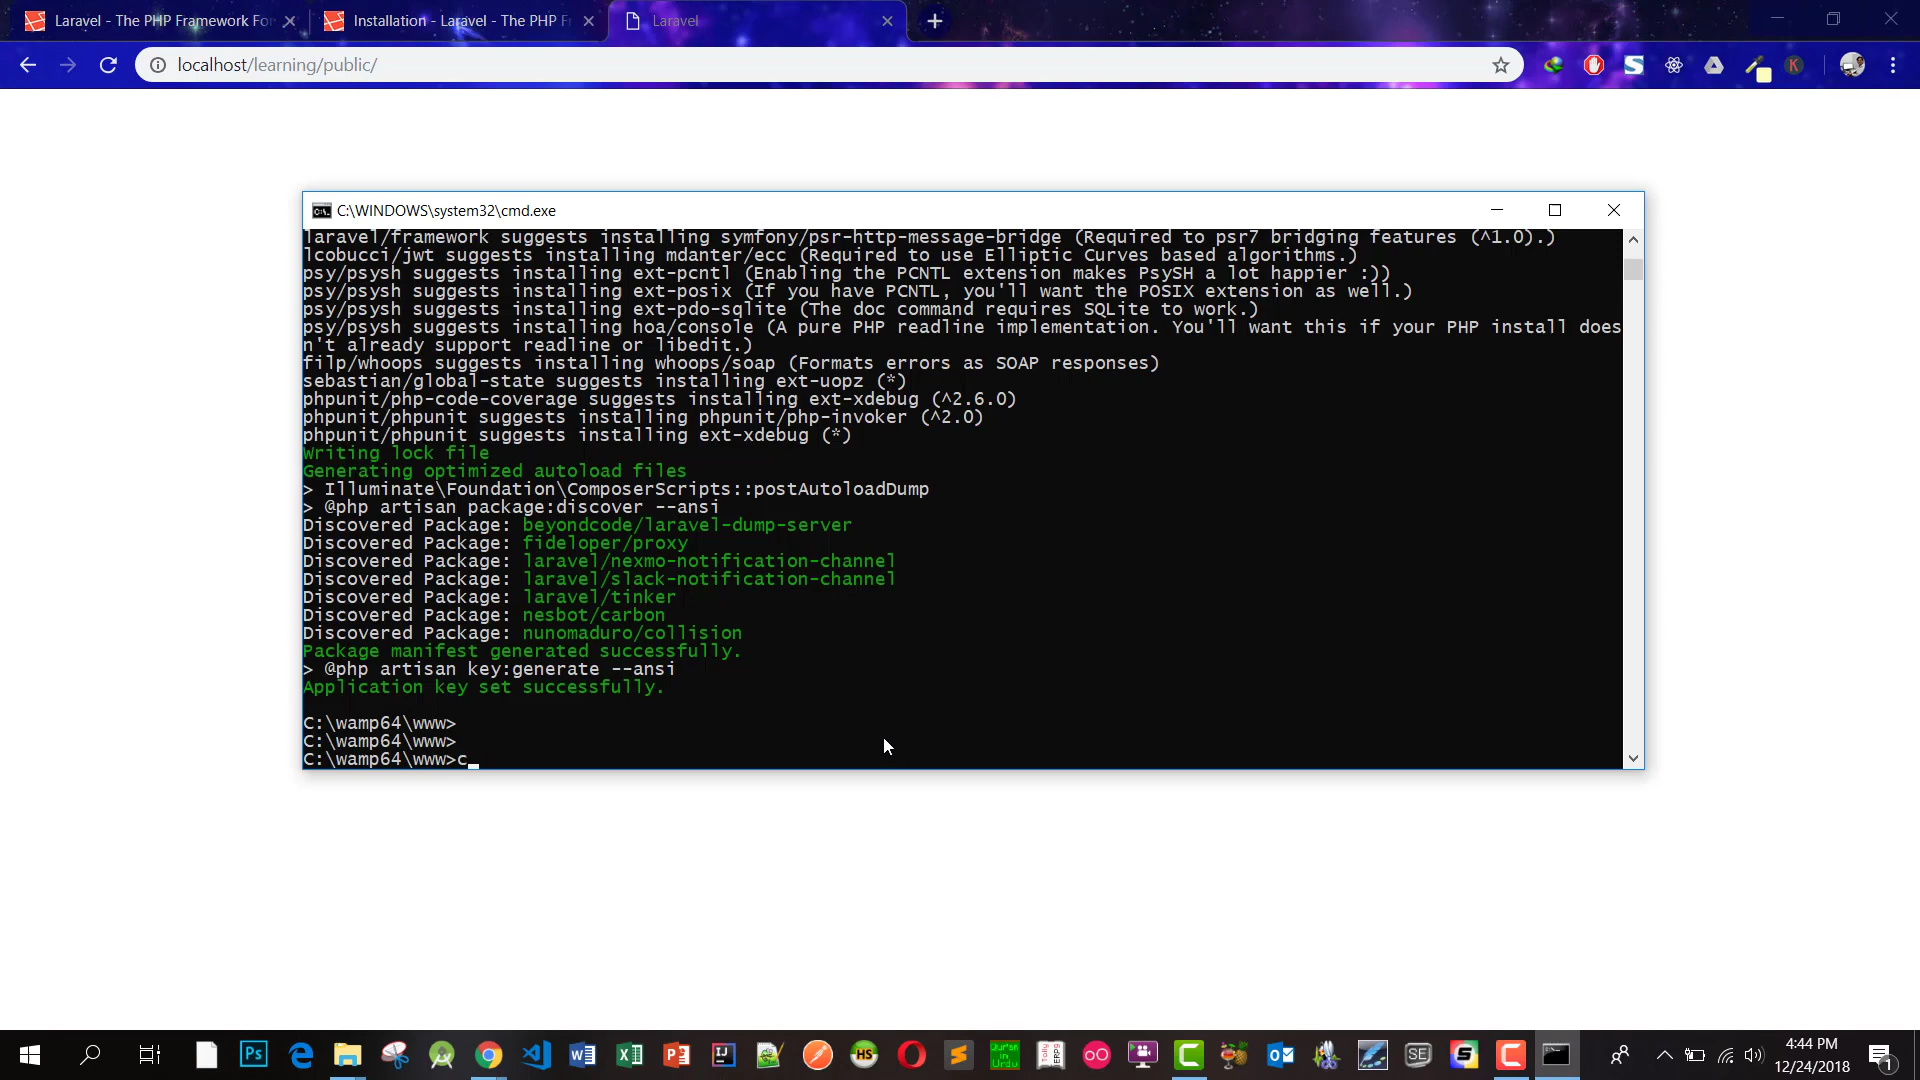 Laravel - The PHP Framework For
Installation - Laravel - The PHP F
Laravel
localhost/learning/public/
C:\WINDOWS\system32\cmd.exe
laravel/framework suggests installing symfony/psr-http-message-bridge (Required to psr7 bridging features (^1.0).)
lcobucci/jwt suggests installing mdanter/ecc (Required to use Elliptic Curves based algorithms.)
psy/psysh suggests installing ext-pcntl (Enabling the PCNTL extension makes PsySH a lot happier :))
psy/psysh suggests installing ext-posix (If you have PCNTL, you'll want the POSIX extension as well.)
psy/psysh suggests installing ext-pdo-sqlite (The doc command requires SQLite to work.)
psy/psysh suggests installing hoa/console (A pure PHP readline implementation. You'll want this if your PHP install does
n't already support readline or libedit.)
filp/whoops suggests installing whoops/soap (Formats errors as SOAP responses)
sebastian/global-state suggests installing ext-uopz (*)
phpunit/php-code-coverage suggests installing ext-xdebug (^2.6.0)
phpunit/phpunit suggests installing phpunit/php-invoker (^2.0)
phpunit/phpunit suggests installing ext-xdebug (*)
Writing lock file
Generating optimized autoload files
> Illuminate\Foundation\ComposerScripts::postAutoloadDump
> @php artisan package:discover --ansi
Discovered Package: beyondcode/laravel-dump-server
Discovered Package: fideloper/proxy
Discovered Package: laravel/nexmo-notification-channel
Discovered Package: laravel/slack-notification-channel
Discovered Package: laravel/tinker
Discovered Package: nesbot/carbon
Discovered Package: nunomaduro/collision
Package manifest generated successfully.
> @php artisan key:generate --ansi
Application key set successfully.
C:\wamp64\www>
C:\wamp64\www>
C:\wamp64\www>c_
4:44 PM
12/24/2018